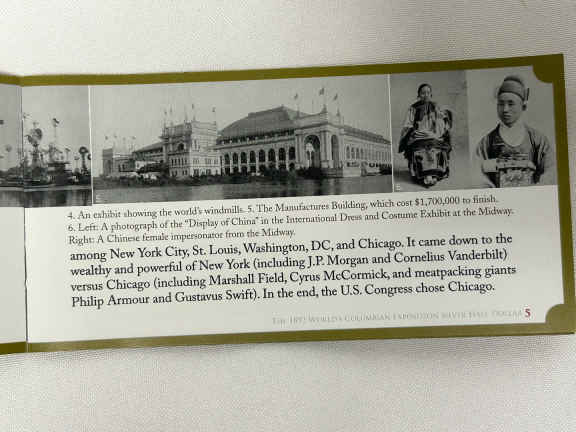 4. An exhibit showing the world's windmills. 5. The Manufactures Building, which cost $1,700,000 to finish.
6. Left: A photograph of the "Display of China" in the International Dress and Costume Exhibit at the Midway.
Right: A Chinese female impersonator from the Midway.
among New York City, St. Louis, Washington, DC, and Chicago. It came down to the
wealthy and powerful of New York (including J.P. Morgan and Cornelius Vanderbilt)
versus Chicago (including Marshall Field, Cyrus McCormick, and meatpacking giants
Philip Armour and Gustavus Swift). In the end, the U.S. Congress chose Chicago.
The 1892 World's Columbian Exposition Silver Half Dollar 5